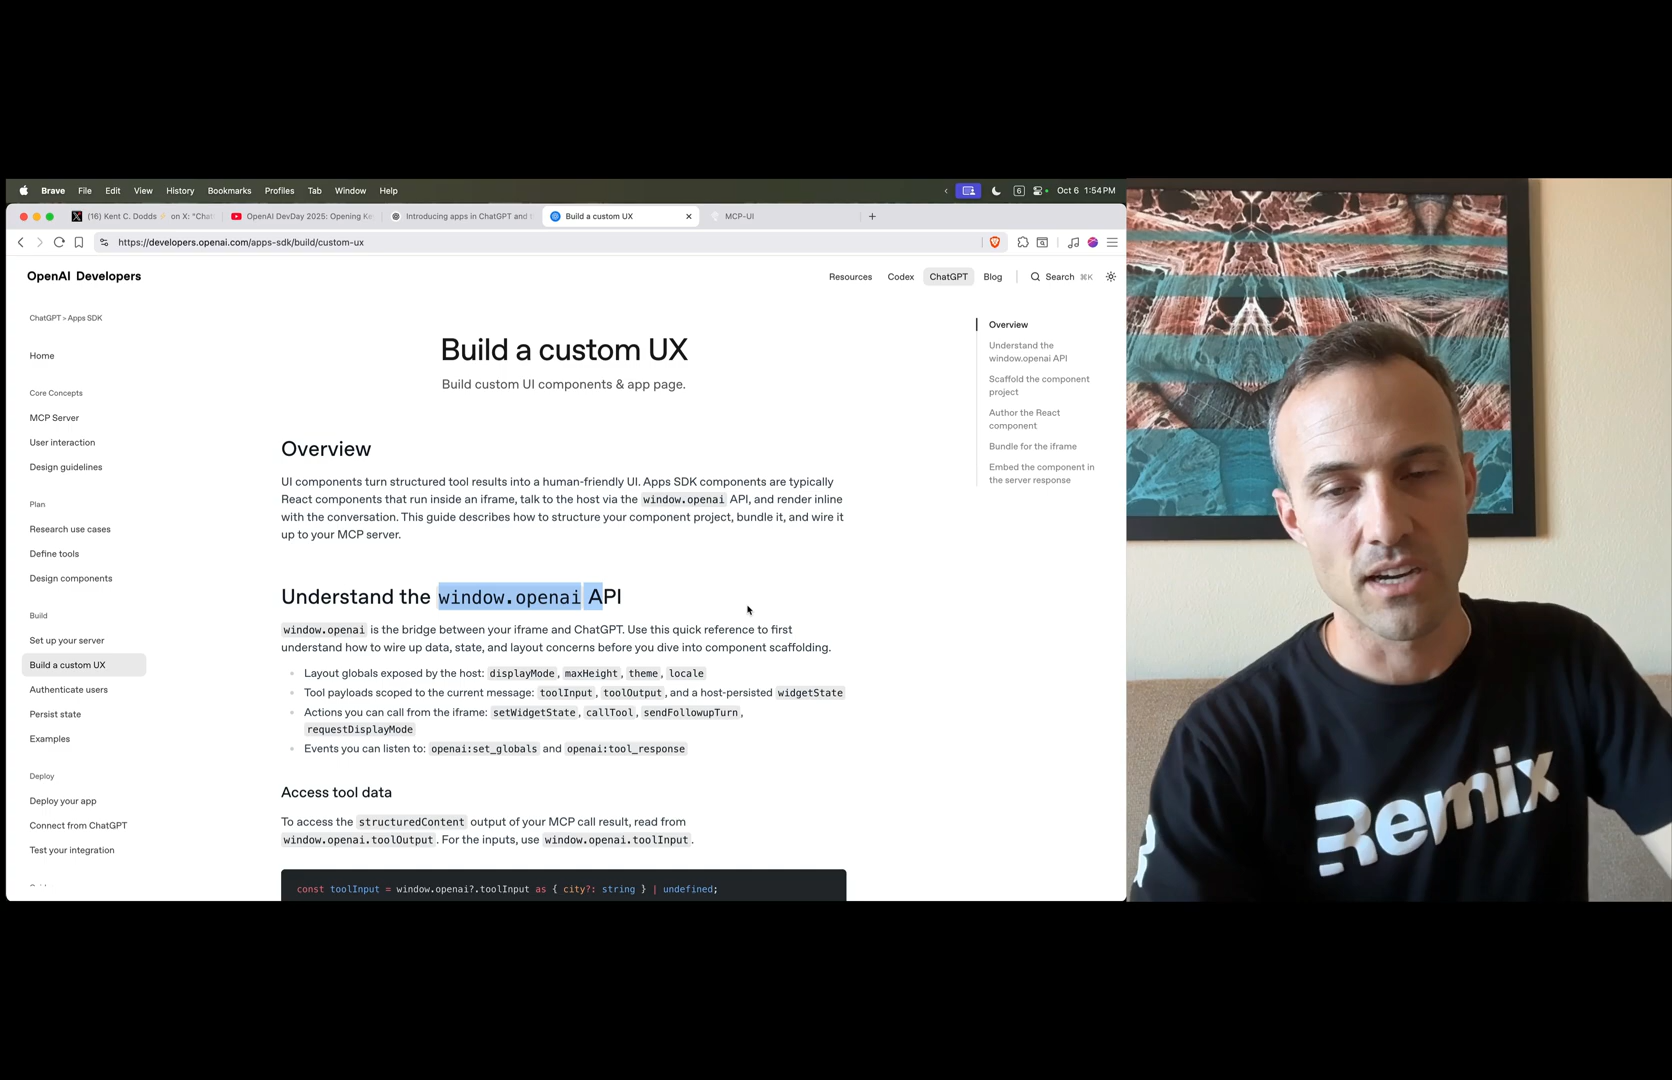 Brave File Edit View History Bookmarks Profiles Tab Window Help
6
Oct 6 1:54 PM
(16) Kent C. Dodds⚡ on X: "Chat
OpenAI DevDay 2025: Opening Ke
Introducing apps in ChatGPT and
Build a custom UX
MCP-UI
https://developers.openai.com/apps-sdk/build/custom-ux
OpenAI Developers
Resources
Codex
ChatGPT
Blog
Search ⌘K
ChatGPT > Apps SDK
Home
Core Concepts
MCP Server
User interaction
Design guidelines
Plan
Research use cases
Define tools
Design components
Build
Set up your server
Build a custom UX
Authenticate users
Persist state
Examples
Deploy
Deploy your app
Connect from ChatGPT
Test your integration
Build a custom UX
Build custom UI components & app page.
Overview
UI components turn structured tool results into a human-friendly UI. Apps SDK components are typically
React components that run inside an iframe, talk to the host via the window.openai API, and render inline
with the conversation. This guide describes how to structure your component project, bundle it, and wire it
up to your MCP server.
Understand the window.openai API
window.openai is the bridge between your iframe and ChatGPT. Use this quick reference to first
understand how to wire up data, state, and layout concerns before you dive into component scaffolding.
Layout globals exposed by the host: displayMode, maxHeight, theme, locale
Tool payloads scoped to the current message: toolInput, toolOutput, and a host-persisted widgetState
Actions you can call from the iframe: setWidgetState, callTool, sendFollowupTurn,
requestDisplayMode
Events you can listen to: openai:set_globals and openai:tool_response
Access tool data
To access the structuredContent output of your MCP call result, read from
window.openai.toolOutput. For the inputs, use window.openai.toolInput.
const toolInput = window.openai?.toolInput as { city?: string } | undefined;
Overview
Understand the
window.openai API
Scaffold the component
project
Author the React
component
Bundle for the iframe
Embed the component in
the server response
Remix